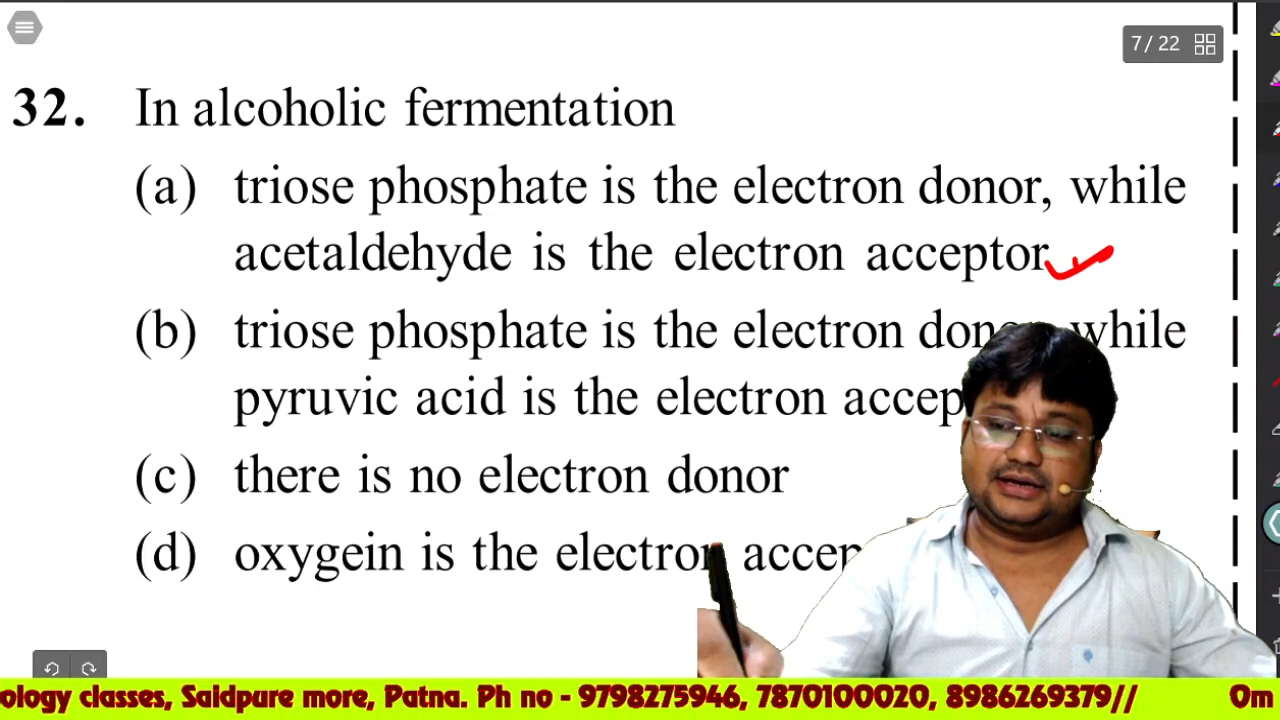 7/ 22
32. In alcoholic fermentation
(a) triose phosphate is the electron donor, while
acetaldehyde is the electron acceptor
(b) triose phosphate is the electron while
pyruvic acid is the electron
(c) there is no electron donor
(d) oxygein is the electron
ology classes, Saidpure more, Patna. Ph no - 9798275946, 7870100020, 8986269379// Om